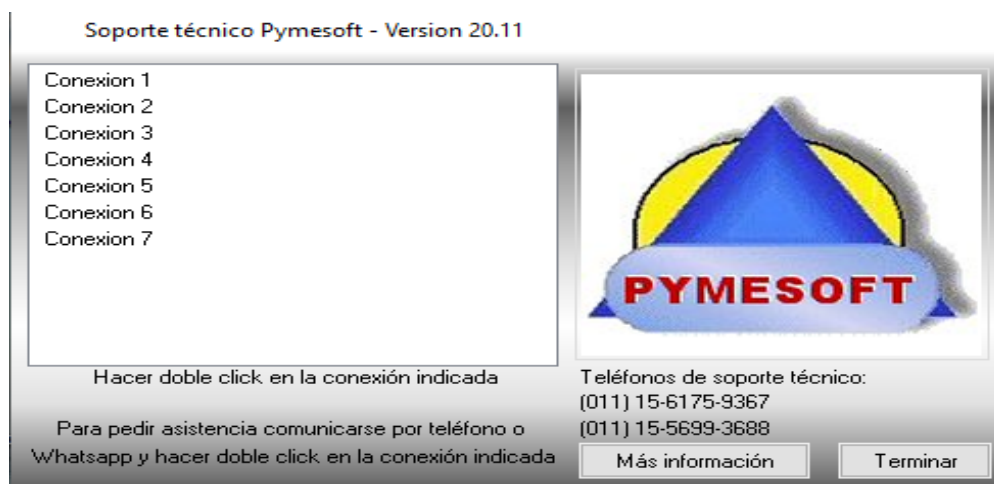 Soporte técnico Pymesoft - Version 20.11
Conexion 1
Conexion 2
Conexion 3
Conexion 4
Conexion 5
Conexion 6
Conexion 7
PYMESOFT
Hacer doble click en la conexión indicada
Para pedir asistencia comunicarse por teléfono o
Whatsapp y hacer doble click en la conexión indicada
Teléfonos de soporte técnico:
(011) 15-6175-9367
(011) 15-5699-3688
Más información
Terminar